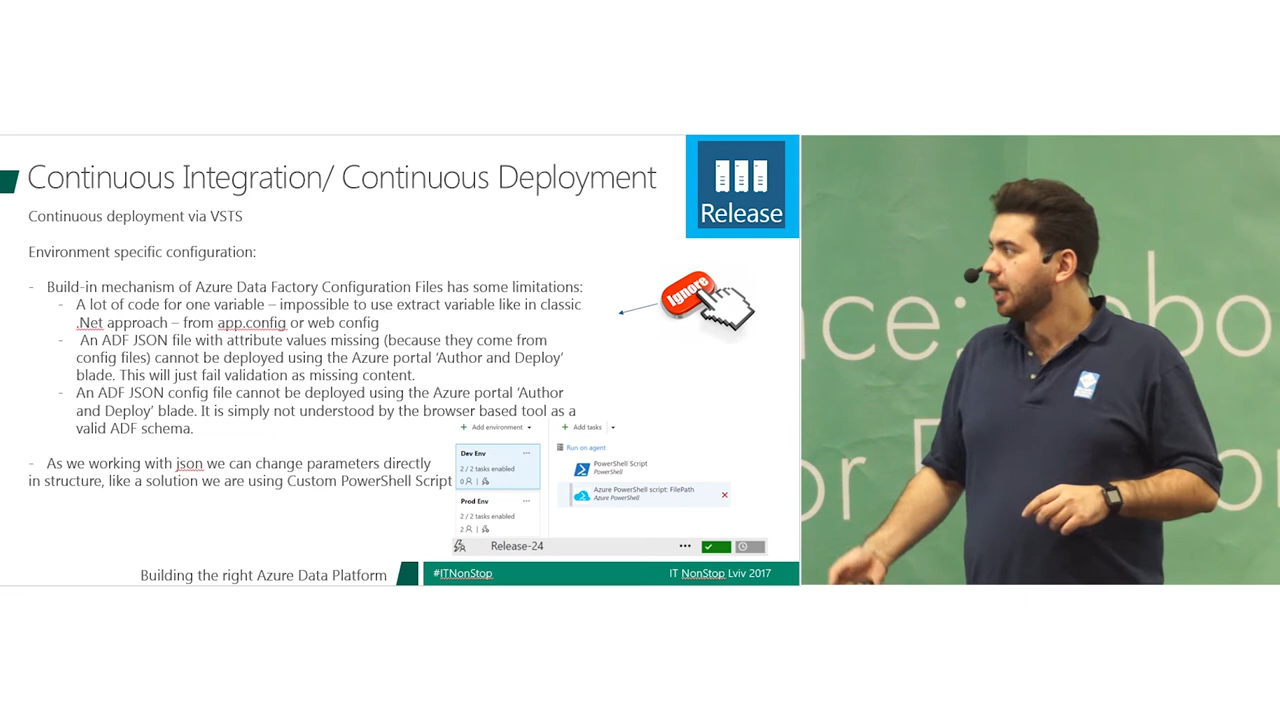 Continuous Integration/ Continuous Deployment
Release
Continuous deployment via VSTS
Environment specific configuration:
- Build-in mechanism of Azure Data Factory Configuration Files has some limitations:
- A lot of code for one variable – impossible to use extract variable like in classic
.Net approach – from app.config or web config
- An ADF JSON file with attribute values missing (because they come from
config files) cannot be deployed using the Azure portal 'Author and Deploy'
blade. This will just fail validation as missing content.
- An ADF JSON config file cannot be deployed using the Azure portal 'Author
and Deploy' blade. It is simply not understood by the browser based tool as a
valid ADF schema.
- As we working with json we can change parameters directly
in structure, like a solution we are using Custom PowerShell Script
Ignore
+ Add environment
+ Add tasks
Dev Env ...
2 / 2 tasks enabled
0
Prod Env ...
2 / 2 tasks enabled
2
Run on agent
PowerShell Script
PowerShell
Azure PowerShell script: FilePath
Azure PowerShell
Release-24 ...
Building the right Azure Data Platform
#ITNonStop
IT NonStop Lviv 2017
nce: obo
or on